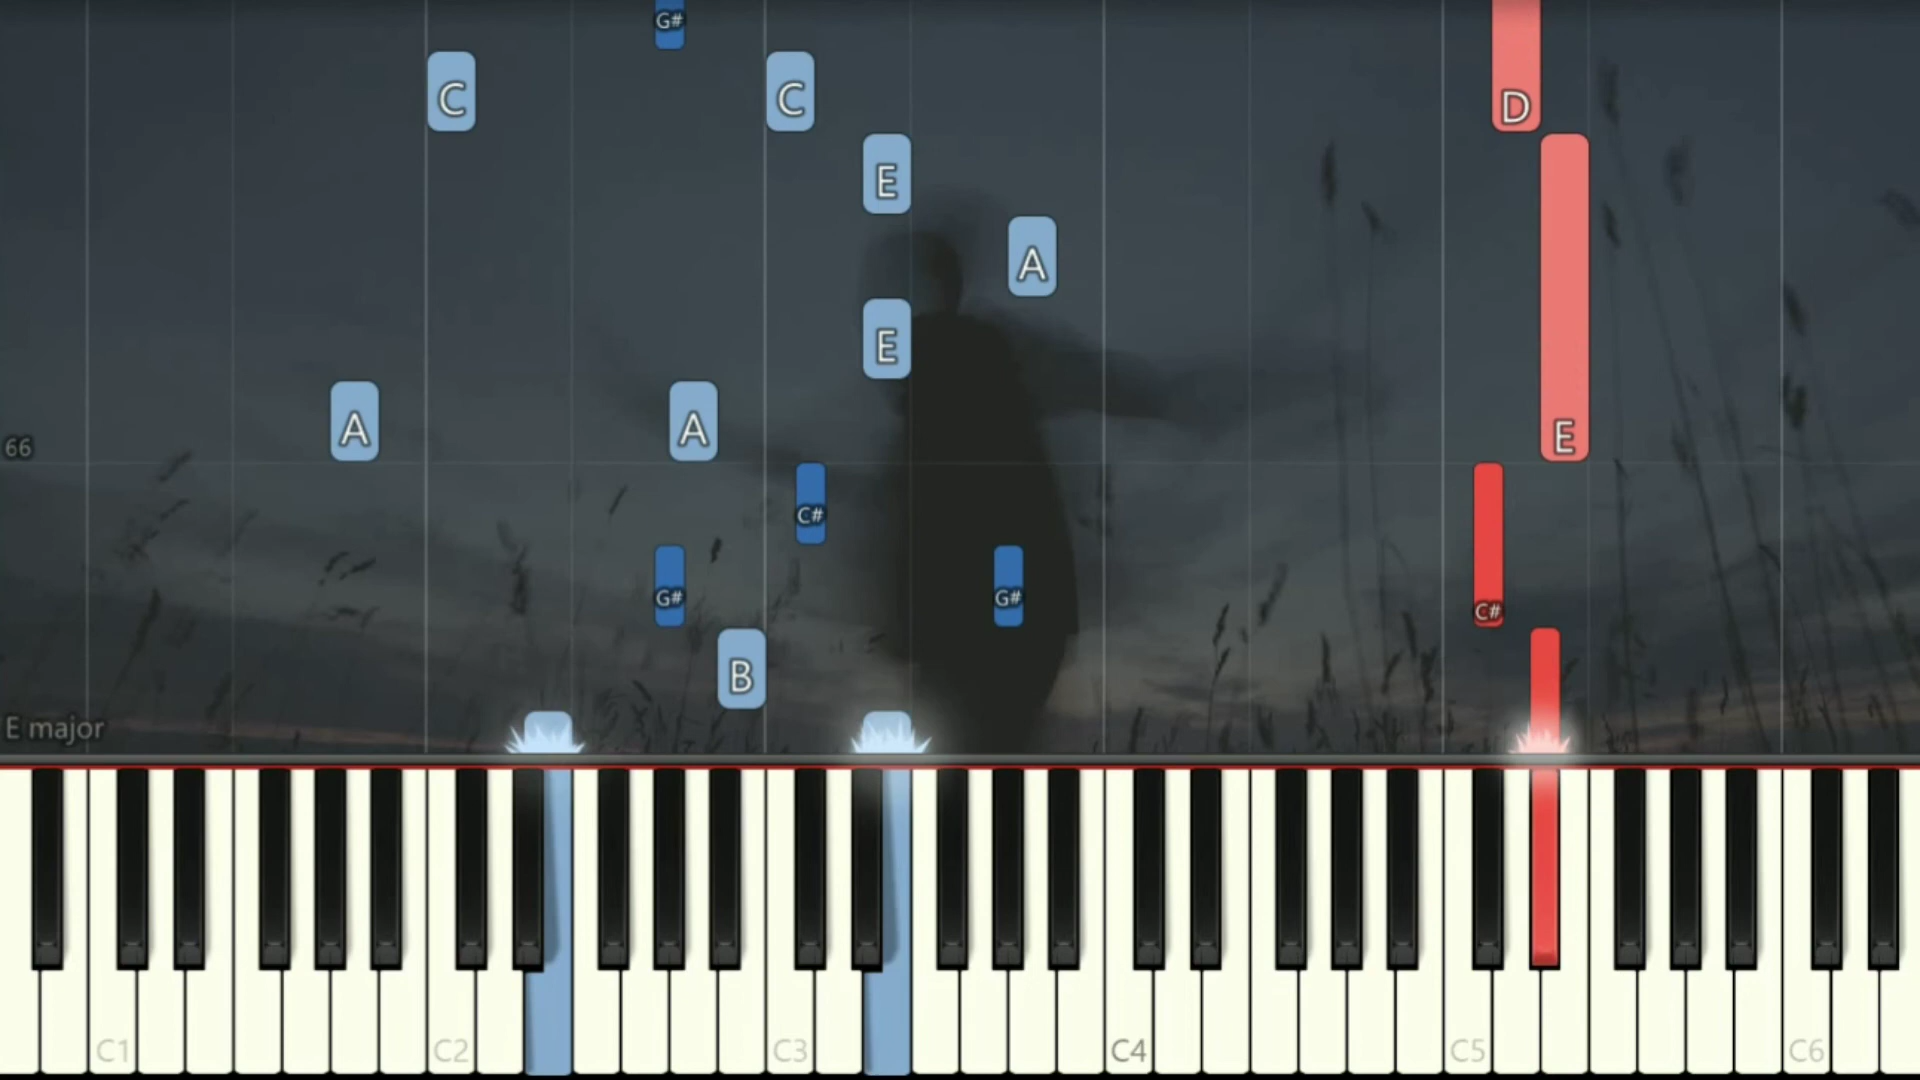 G#
C C D
E
A
E
A A E
66
C#
G# G# C#
B
E major
C1 C2 C3 C4 C5 C6